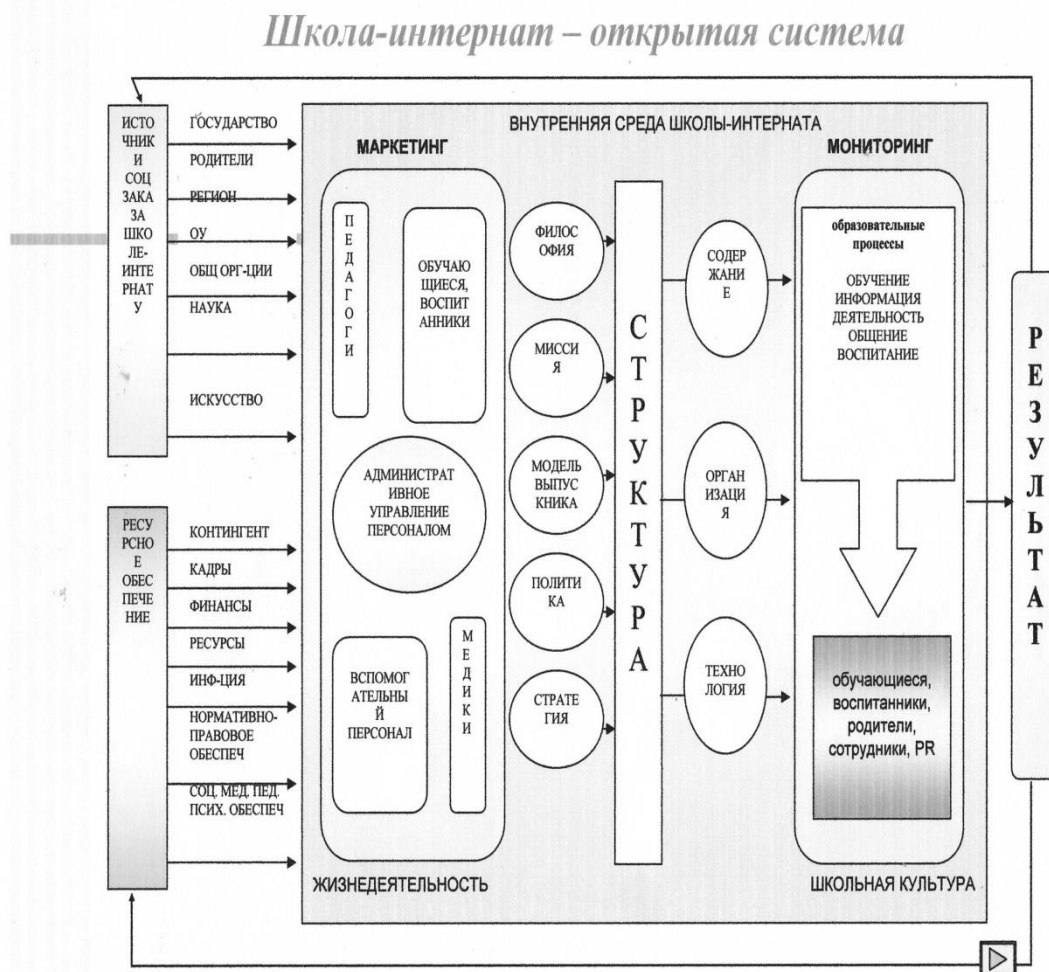 Школа-интернат – открытая система
ИСТО
ЧНИК
И
СОЦ
ЗАКА
ЗА
ШКО
ЛЕ-
ИНТЕ
РНАТ
У
ГОСУДАРСТВО
РОДИТЕЛИ
РЕГИОН
ОУ
ОБЩ ОРГ-ЦИИ
НАУКА
ИСКУССТВО
РЕСУ
РСНО
Е
ОБЕС
ПЕЧЕ
НИЕ
КОНТИНГЕНТ
КАДРЫ
ФИНАНСЫ
РЕСУРСЫ
ИНФ-ЦИЯ
НОРМАТИВНО-
ПРАВОВОЕ
ОБЕСПЕЧ
СОЦ. МЕД. ПЕД.
ПСИХ. ОБЕСПЕЧ
ВНУТРЕННЯЯ СРЕДА ШКОЛЫ-ИНТЕРНАТА
МАРКЕТИНГ
П
Е
Д
А
Г
О
Г
И
ОБУЧАЮ
ЩИЕСЯ,
ВОСПИТ
АННИКИ
АДМИНИСТРАТ
ИВНОЕ
УПРАВЛЕНИЕ
ПЕРСОНАЛОМ
ВСПОМОГ
АТЕЛЬНЫ
Й
ПЕРСОНАЛ
М
Е
Д
И
К
И
ЖИЗНЕДЕЯТЕЛЬНОСТЬ
ФИЛОС
ОФИЯ
МИССИ
Я
МОДЕЛЬ
ВЫПУС
КНИКА
ПОЛИТИ
КА
СТРАТЕ
ГИЯ
С
Т
Р
У
К
Т
У
Р
А
СОДЕР
ЖАНИ
Е
ОРГАН
ИЗАЦИ
Я
ТЕХНО
ЛОГИЯ
МОНИТОРИНГ
образовательные
процессы
ОБУЧЕНИЕ
ИНФОРМАЦИЯ
ДЕЯТЕЛЬНОСТЬ
ОБЩЕНИЕ
ВОСПИТАНИЕ
обучающиеся,
воспитанники,
родители,
сотрудники, PR
ШКОЛЬНАЯ КУЛЬТУРА
Р
Е
З
У
Л
Ь
Т
А
Т